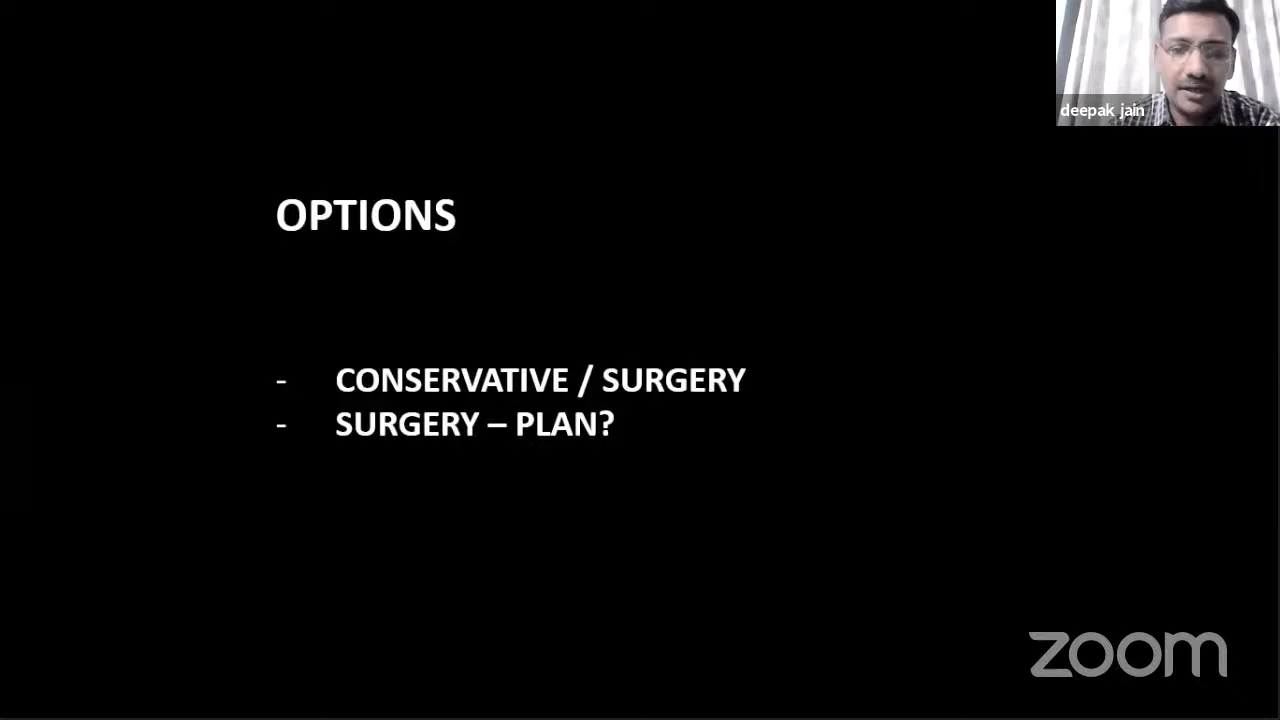 deepak jain
OPTIONS
- CONSERVATIVE / SURGERY
- SURGERY – PLAN?
zoom